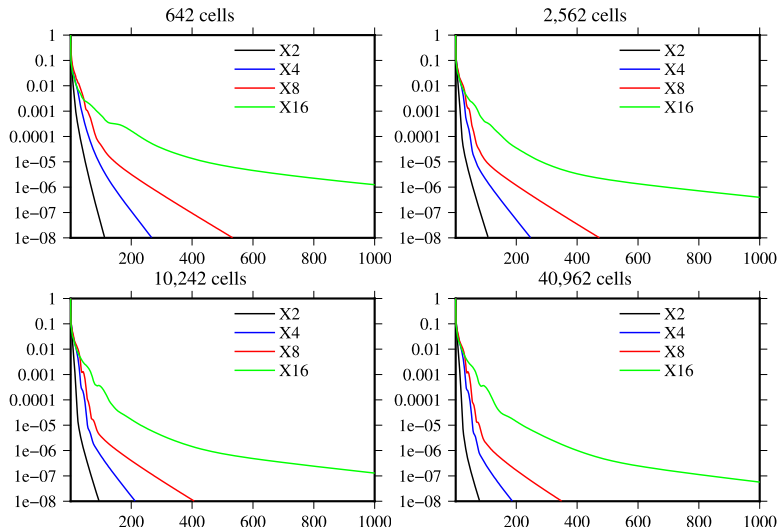 642 cells
2,562 cells
1
0.1
0.01
0.001
0.0001
1e−05
1e−06
1e−07
1e−08
X2
X4
X8
X16
200 400 600 800 1000
1
0.1
0.01
0.001
0.0001
1e−05
1e−06
1e−07
1e−08
X2
X4
X8
X16
200 400 600 800 1000
10,242 cells
40,962 cells
1
0.1
0.01
0.001
0.0001
1e−05
1e−06
1e−07
1e−08
X2
X4
X8
X16
200 400 600 800 1000
1
0.1
0.01
0.001
0.0001
1e−05
1e−06
1e−07
1e−08
X2
X4
X8
X16
200 400 600 800 1000